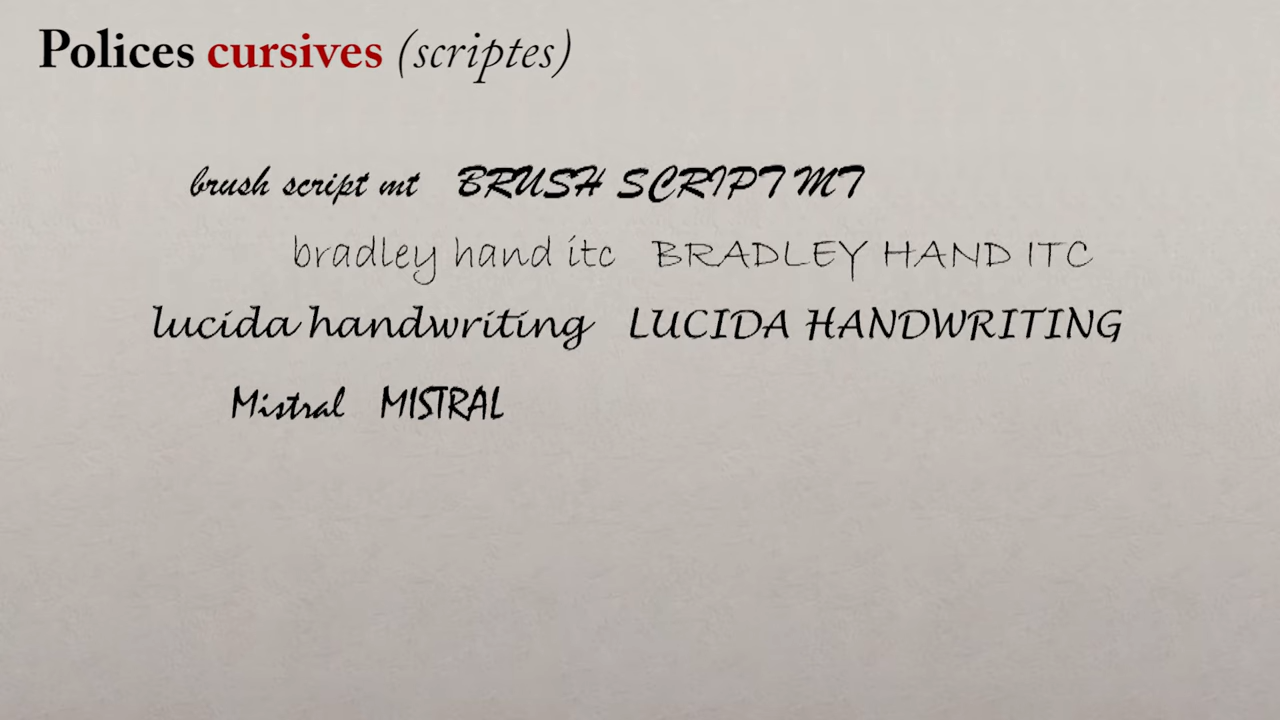 Polices cursives (scriptes)
brush script mt BRUSH SCRIPT MT
bradley hand itc BRADLEY HAND ITC
lucida handwriting LUCIDA HANDWRITING
Mistral MISTRAL